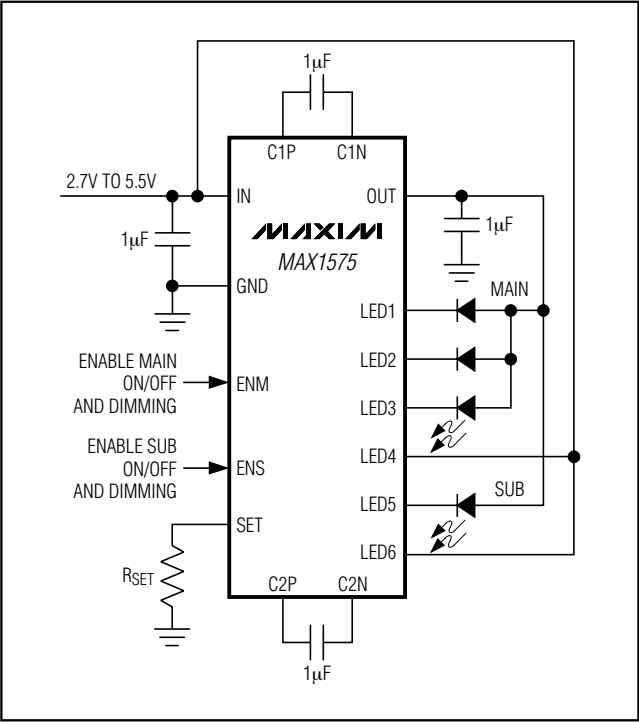 1µF
C1P
C1N
2.7V TO 5.5V
IN
OUT
1µF
MAXIM
MAX1575
1µF
GND
MAIN
LED1
LED2
ENABLE MAIN
ON/OFF
AND DIMMING
ENM
LED3
ENABLE SUB
ON/OFF
AND DIMMING
ENS
LED4
SUB
LED5
SET
LED6
RSET
C2P
C2N
1µF